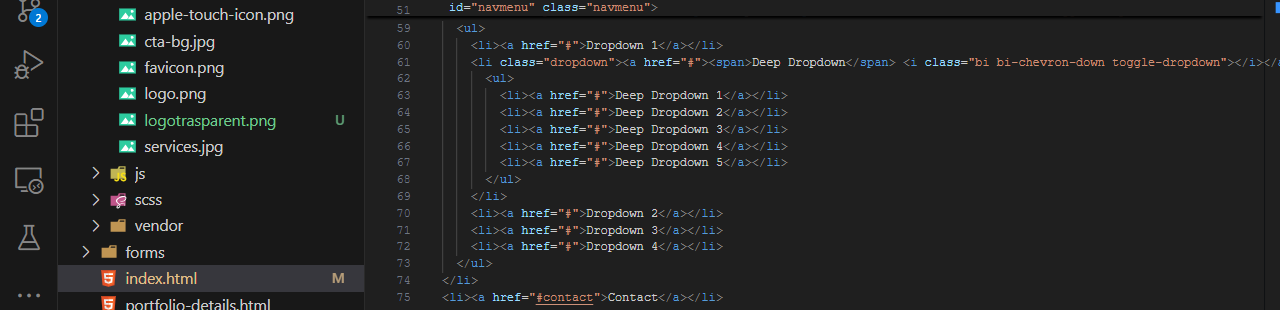 2
apple-touch-icon.png
cta-bg.jpg
favicon.png
logo.png
logotrasparent.png U
services.jpg
js
scss
vendor
forms
index.html M
portfolio-details.html
51 id="navmenu" class="navmenu">
59 <ul>
60 <li><a href="#">Dropdown 1</a></li>
61 <li class="dropdown"><a href="#"><span>Deep Dropdown</span> <i class="bi bi-chevron-down toggle-dropdown"></i></a
62 <ul>
63 <li><a href="#">Deep Dropdown 1</a></li>
64 <li><a href="#">Deep Dropdown 2</a></li>
65 <li><a href="#">Deep Dropdown 3</a></li>
66 <li><a href="#">Deep Dropdown 4</a></li>
67 <li><a href="#">Deep Dropdown 5</a></li>
68 </ul>
69 </li>
70 <li><a href="#">Dropdown 2</a></li>
71 <li><a href="#">Dropdown 3</a></li>
72 <li><a href="#">Dropdown 4</a></li>
73 </ul>
74 </li>
75 <li><a href="#contact">Contact</a></li>